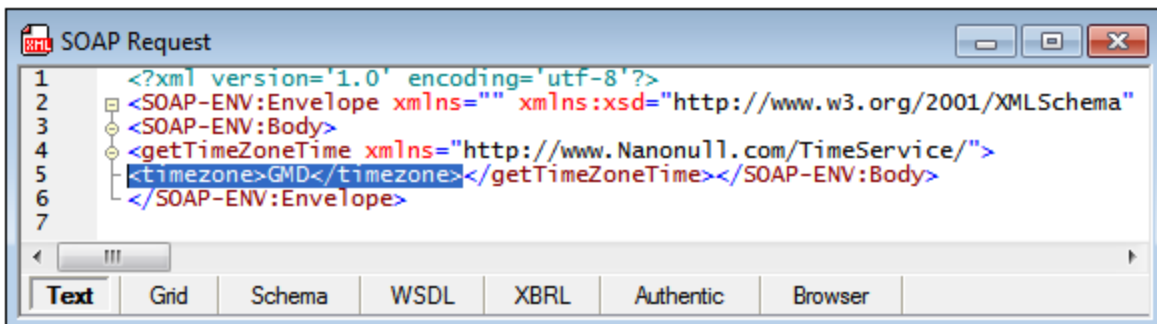 XML SOAP Request
1 <?xml version='1.0' encoding='utf-8'?>
2 <SOAP-ENV:Envelope xmlns="" xmlns:xsd="http://www.w3.org/2001/XMLSchema"
3 <SOAP-ENV:Body>
4 <getTimeZoneTime xmlns="http://www.Nanonull.com/TimeService/">
5 <timezone>GMD</timezone></getTimeZoneTime></SOAP-ENV:Body>
6 </SOAP-ENV:Envelope>
7
Text Grid Schema WSDL XBRL Authentic Browser